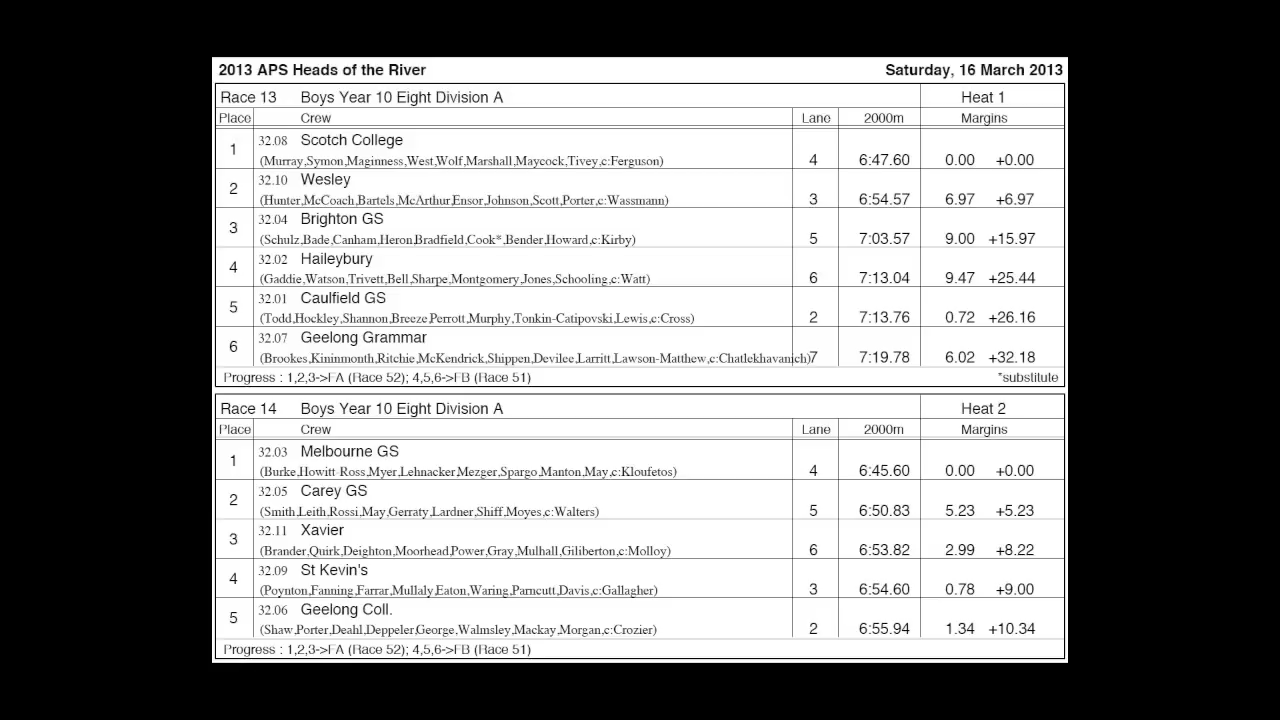 2013 APS Heads of the River Saturday, 16 March 2013
Race 13 Boys Year 10 Eight Division A Heat 1
Place Crew Lane 2000m Margins
1 32.08 Scotch College
(Murray,Symon,Maginness,West,Wolf,Marshall,Maycock,Tivey,c:Ferguson) 4 6:47.60 0.00 +0.00
2 32.10 Wesley
(Hunter,McCoach,Bartels,McArthur,Ensor,Johnson,Scott,Porter,c:Wassmann) 3 6:54.57 6.97 +6.97
3 32.04 Brighton GS
(Schulz,Bade,Canham,Heron,Bradfield,Cook*,Bender,Howard,c:Kirby) 5 7:03.57 9.00 +15.97
4 32.02 Haileybury
(Gaddie,Watson,Trivett,Bell,Sharpe,Montgomery,Jones,Schooling,c:Watt) 6 7:13.04 9.47 +25.44
5 32.01 Caulfield GS
(Todd,Hockley,Shannon,Breeze,Perrott,Murphy,Tonkin-Catipovski,Lewis,c:Cross) 2 7:13.76 0.72 +26.16
6 32.07 Geelong Grammar
(Brookes,Kininmonth,Ritchie,McKendrick,Shippen,Devilee,Larritt,Lawson-Matthew,c:Chatlekhavanich) 7 7:19.78 6.02 +32.18
Progress : 1,2,3->FA (Race 52); 4,5,6->FB (Race 51) *substitute
Race 14 Boys Year 10 Eight Division A Heat 2
Place Crew Lane 2000m Margins
1 32.03 Melbourne GS
(Burke,Howitt-Ross,Myer,Lehnacker,Mezger,Spargo,Manton,May,c:Kloufetos) 4 6:45.60 0.00 +0.00
2 32.05 Carey GS
(Smith,Leith,Rossi,May,Gerraty,Lardner,Shiff,Moyes,c:Walters) 5 6:50.83 5.23 +5.23
3 32.11 Xavier
(Brander,Quirk,Deighton,Moorhead,Power,Gray,Mulhall,Giliberton,c:Molloy) 6 6:53.82 2.99 +8.22
4 32.09 St Kevin's
(Poynton,Fanning,Farrar,Mullaly,Eaton,Waring,Parncutt,Davis,c:Gallagher) 3 6:54.60 0.78 +9.00
5 32.06 Geelong Coll.
(Shaw,Porter,Deahl,Deppeler,George,Walmsley,Mackay,Morgan,c:Crozier) 2 6:55.94 1.34 +10.34
Progress : 1,2,3->FA (Race 52); 4,5,6->FB (Race 51)